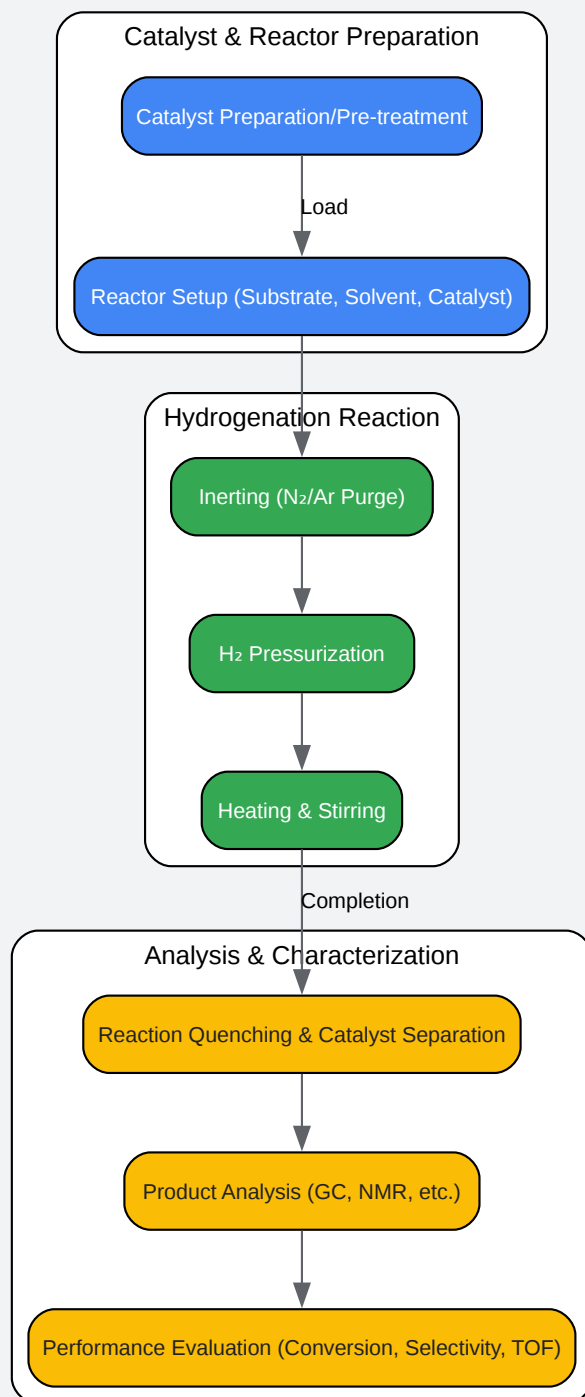 Catalyst & Reactor Preparation
Catalyst Preparation/Pre-treatment
Load
Reactor Setup (Substrate, Solvent, Catalyst)
Hydrogenation Reaction
Inerting (N₂/Ar Purge)
H₂ Pressurization
Heating & Stirring
Completion
Analysis & Characterization
Reaction Quenching & Catalyst Separation
Product Analysis (GC, NMR, etc.)
Performance Evaluation (Conversion, Selectivity, TOF)